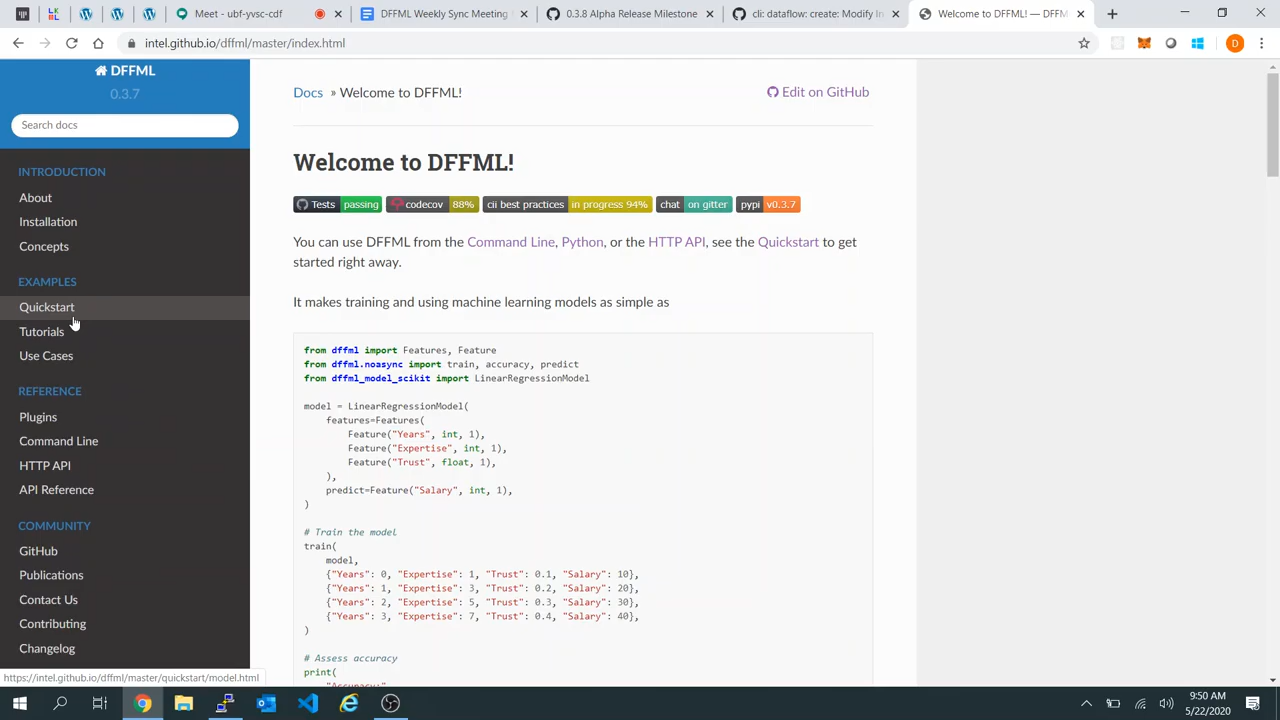 Meet - ubf-yvsc-cdf
DFFML Weekly Sync Meeting
0.3.8 Alpha Release Milestone
cli: dataflow: create: Modify In
Welcome to DFFML! — DFFM
intel.github.io/dffml/master/index.html
D
DFFML
0.3.7
Search docs
INTRODUCTION
About
Installation
Concepts
EXAMPLES
Quickstart
Tutorials
Use Cases
REFERENCE
Plugins
Command Line
HTTP API
API Reference
COMMUNITY
GitHub
Publications
Contact Us
Contributing
Changelog
https://intel.github.io/dffml/master/quickstart/model.html
Docs » Welcome to DFFML!
Edit on GitHub
Welcome to DFFML!
Tests passing codecov 88% cii best practices in progress 94% chat on gitter pypi v0.3.7
You can use DFFML from the Command Line, Python, or the HTTP API, see the Quickstart to get
started right away.
It makes training and using machine learning models as simple as
from dffml import Features, Feature
from dffml.noasync import train, accuracy, predict
from dffml_model_scikit import LinearRegressionModel
model = LinearRegressionModel(
features=Features(
Feature("Years", int, 1),
Feature("Expertise", int, 1),
Feature("Trust", float, 1),
),
predict=Feature("Salary", int, 1),
)
# Train the model
train(
model,
{"Years": 0, "Expertise": 1, "Trust": 0.1, "Salary": 10},
{"Years": 1, "Expertise": 3, "Trust": 0.2, "Salary": 20},
{"Years": 2, "Expertise": 5, "Trust": 0.3, "Salary": 30},
{"Years": 3, "Expertise": 7, "Trust": 0.4, "Salary": 40},
)
# Assess accuracy
print(
"Accuracy:",
9:50 AM
5/22/2020